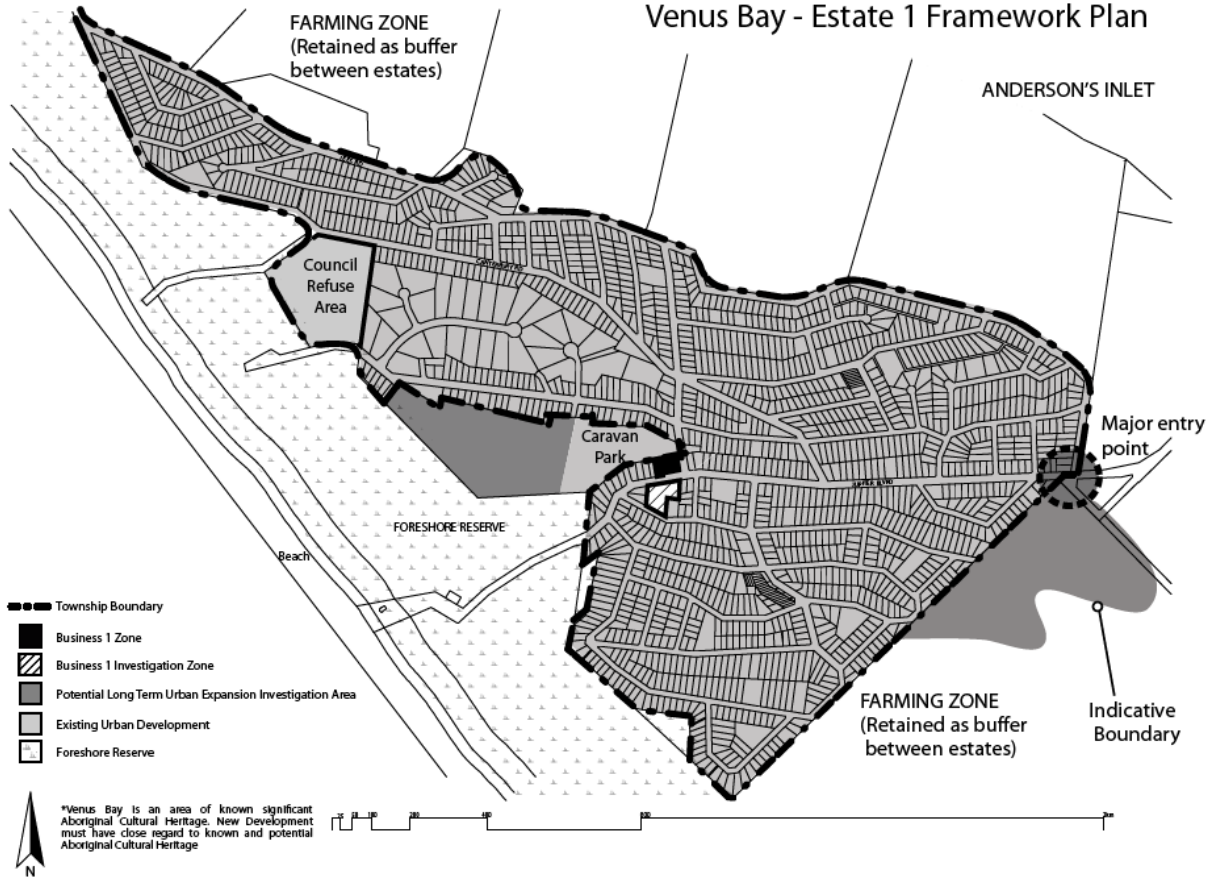 Venus Bay - Estate 1 Framework Plan
FARMING ZONE
(Retained as buffer
between estates)
ANDERSON'S INLET
Council
Refuse
Area
Caravan
Park
Major entry
point
JUPITER BLVD
FORESHORE RESERVE
Beach
Township Boundary
Business 1 Zone
Business 1 Investigation Zone
Potential Long Term Urban Expansion Investigation Area
Existing Urban Development
Foreshore Reserve
FARMING ZONE
(Retained as buffer
between estates)
Indicative
Boundary
*Venus Bay is an area of known significant
Aboriginal Cultural Heritage. New Development
must have close regard to known and potential
Aboriginal Cultural Heritage
N